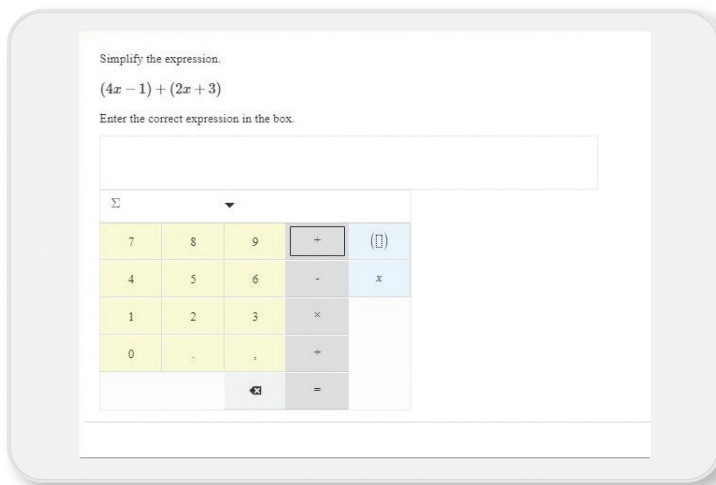 Simplify the expression.
(4x − 1) + (2x + 3)
Enter the correct expression in the box.
Σ
7 8 9 + (▯)
4 5 6 - x
1 2 3 ×
0 . , ÷
=